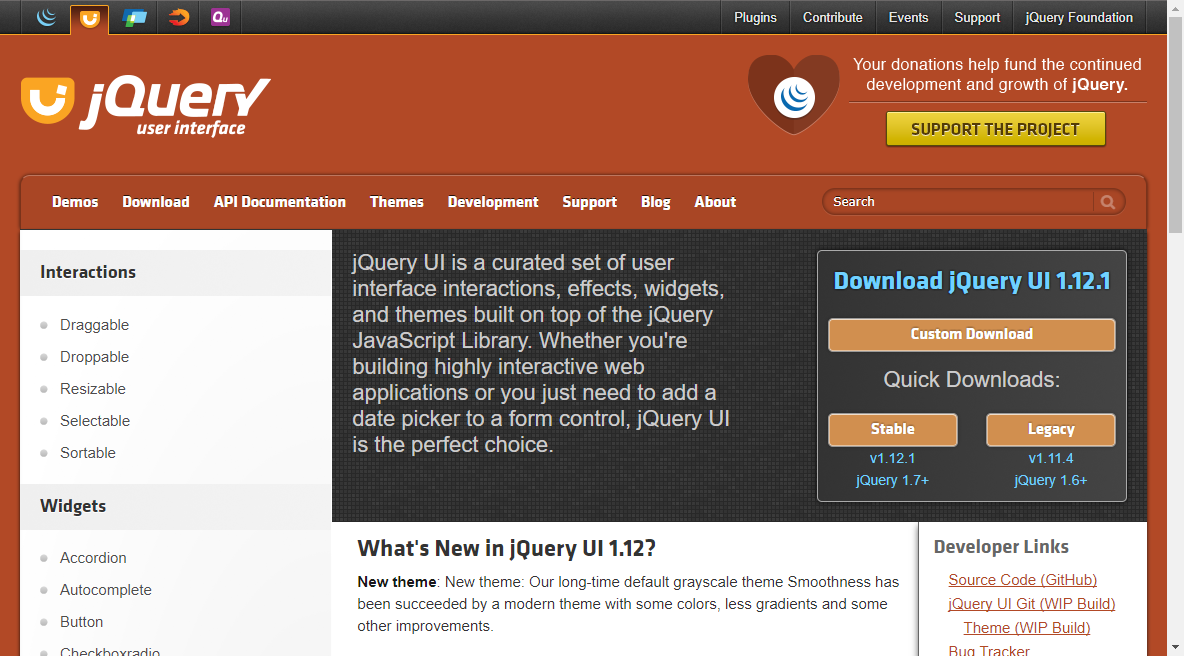 Qu
Plugins
Contribute
Events
Support
jQuery Foundation
jQuery
user interface
Your donations help fund the continued
development and growth of jQuery.
SUPPORT THE PROJECT
Demos
Download
API Documentation
Themes
Development
Support
Blog
About
Search
Interactions
Draggable
Droppable
Resizable
Selectable
Sortable
Widgets
Accordion
Autocomplete
Button
Checkboxradio
jQuery UI is a curated set of user
interface interactions, effects, widgets,
and themes built on top of the jQuery
JavaScript Library. Whether you're
building highly interactive web
applications or you just need to add a
date picker to a form control, jQuery UI
is the perfect choice.
Download jQuery UI 1.12.1
Custom Download
Quick Downloads:
Stable
v1.12.1
jQuery 1.7+
Legacy
v1.11.4
jQuery 1.6+
What's New in jQuery UI 1.12?
New theme: New theme: Our long-time default grayscale theme Smoothness has
been succeeded by a modern theme with some colors, less gradients and some
other improvements.
Developer Links
Source Code (GitHub)
jQuery UI Git (WIP Build)
Theme (WIP Build)
Bug Tracker